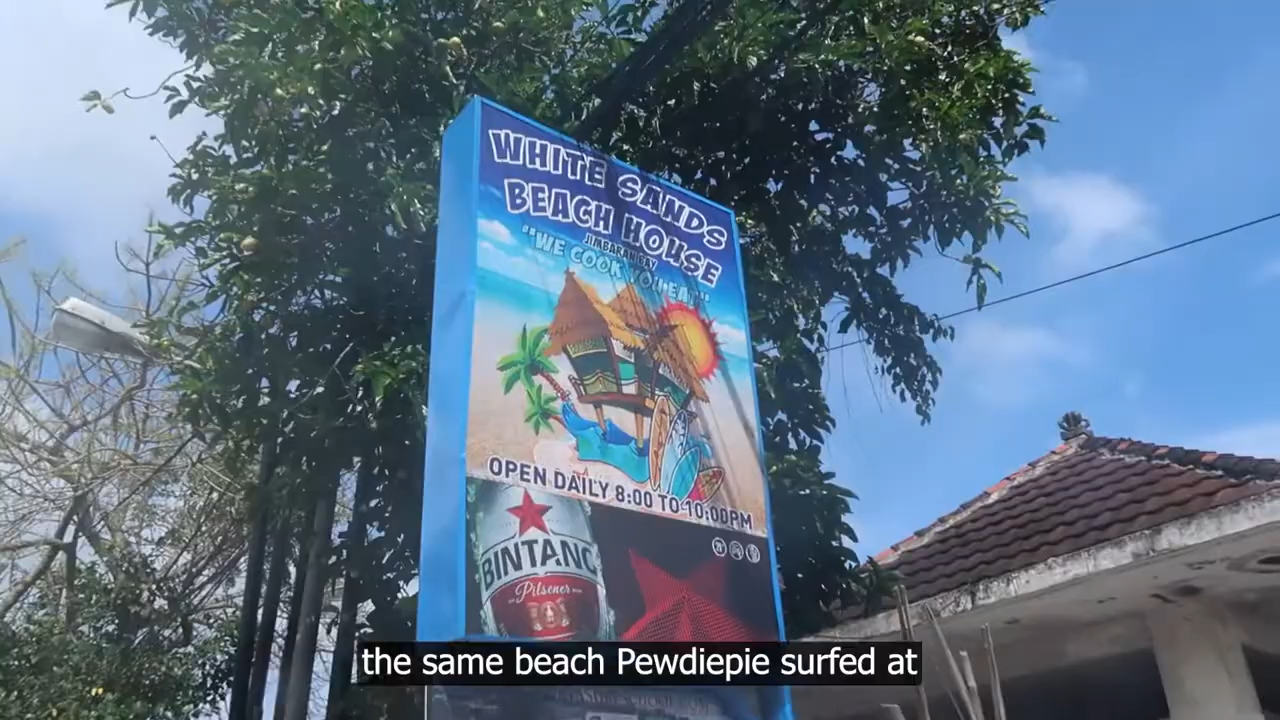 WHITE SANDS
BEACH HOUSE
JIMBARAN BAY
"WE COOK YOU EAT"
OPEN DAILY 8:00 TO 10:00PM
BINTANG
Pilsener
the same beach Pewdiepie surfed at